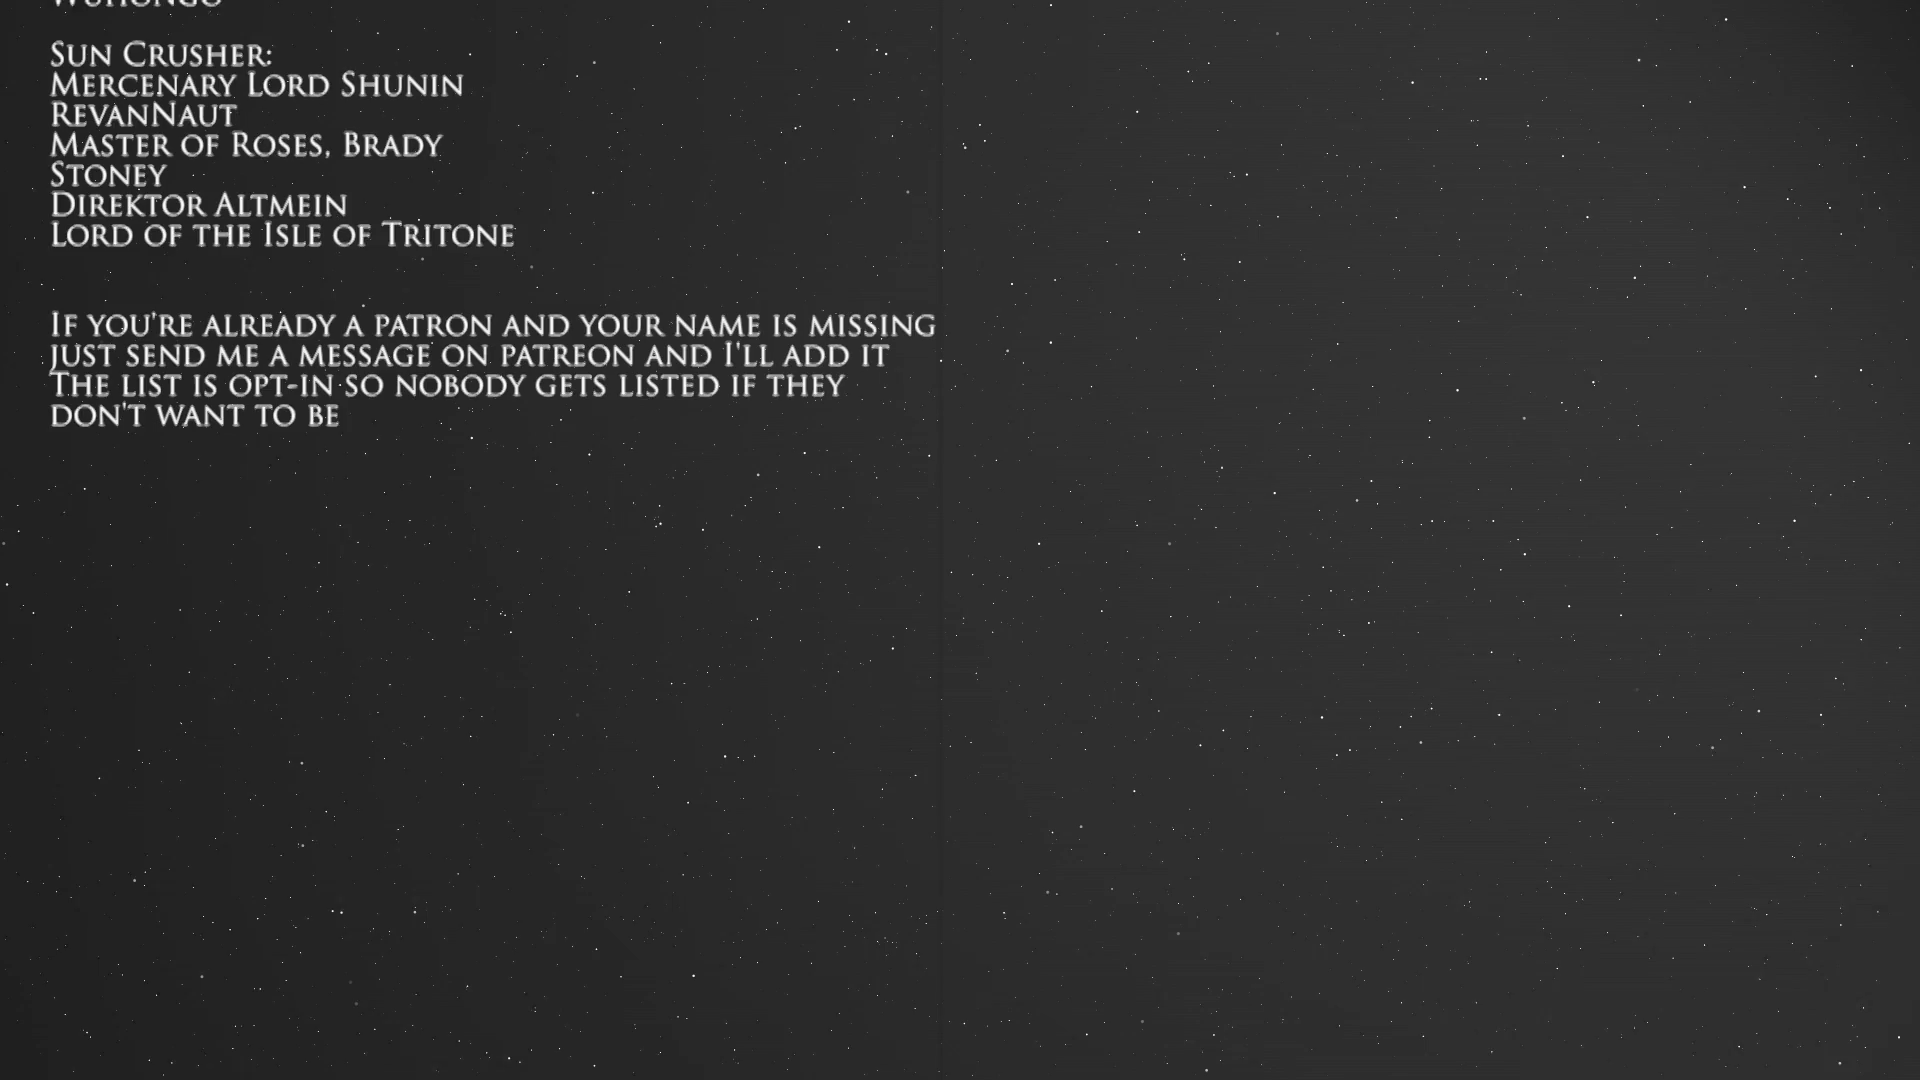 Sun Crusher:
Mercenary Lord Shunin
RevanNaut
Master of Roses, Brady
Stoney
Direktor Altmein
Lord of the Isle of Tritone
If you're already a patron and your name is missing
just send me a message on Patreon and I'll add it
The list is opt-in so nobody gets listed if they
don't want to be